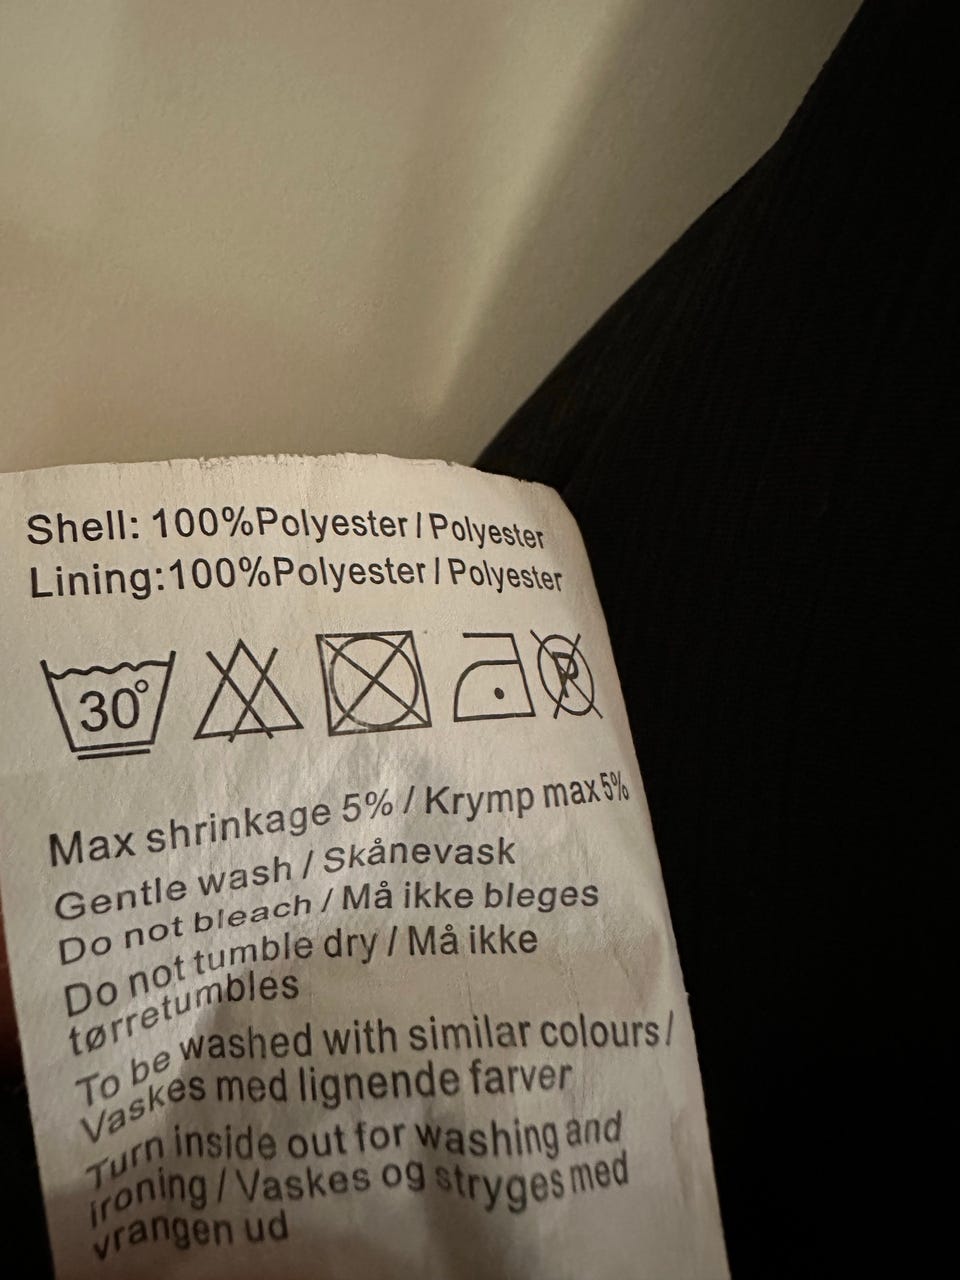 Shell: 100%Polyester / Polyester
Lining:100%Polyester / Polyester
30° P
Max shrinkage 5% / Krymp max 5%
Gentle wash / Skånevask
Do not bleach / Må ikke bleges
Do not tumble dry / Må ikke
tørretumbles
To be washed with similar colours /
Vaskes med lignende farver
Turn inside out for washing and
ironing / Vaskes og stryges med
vrangen ud